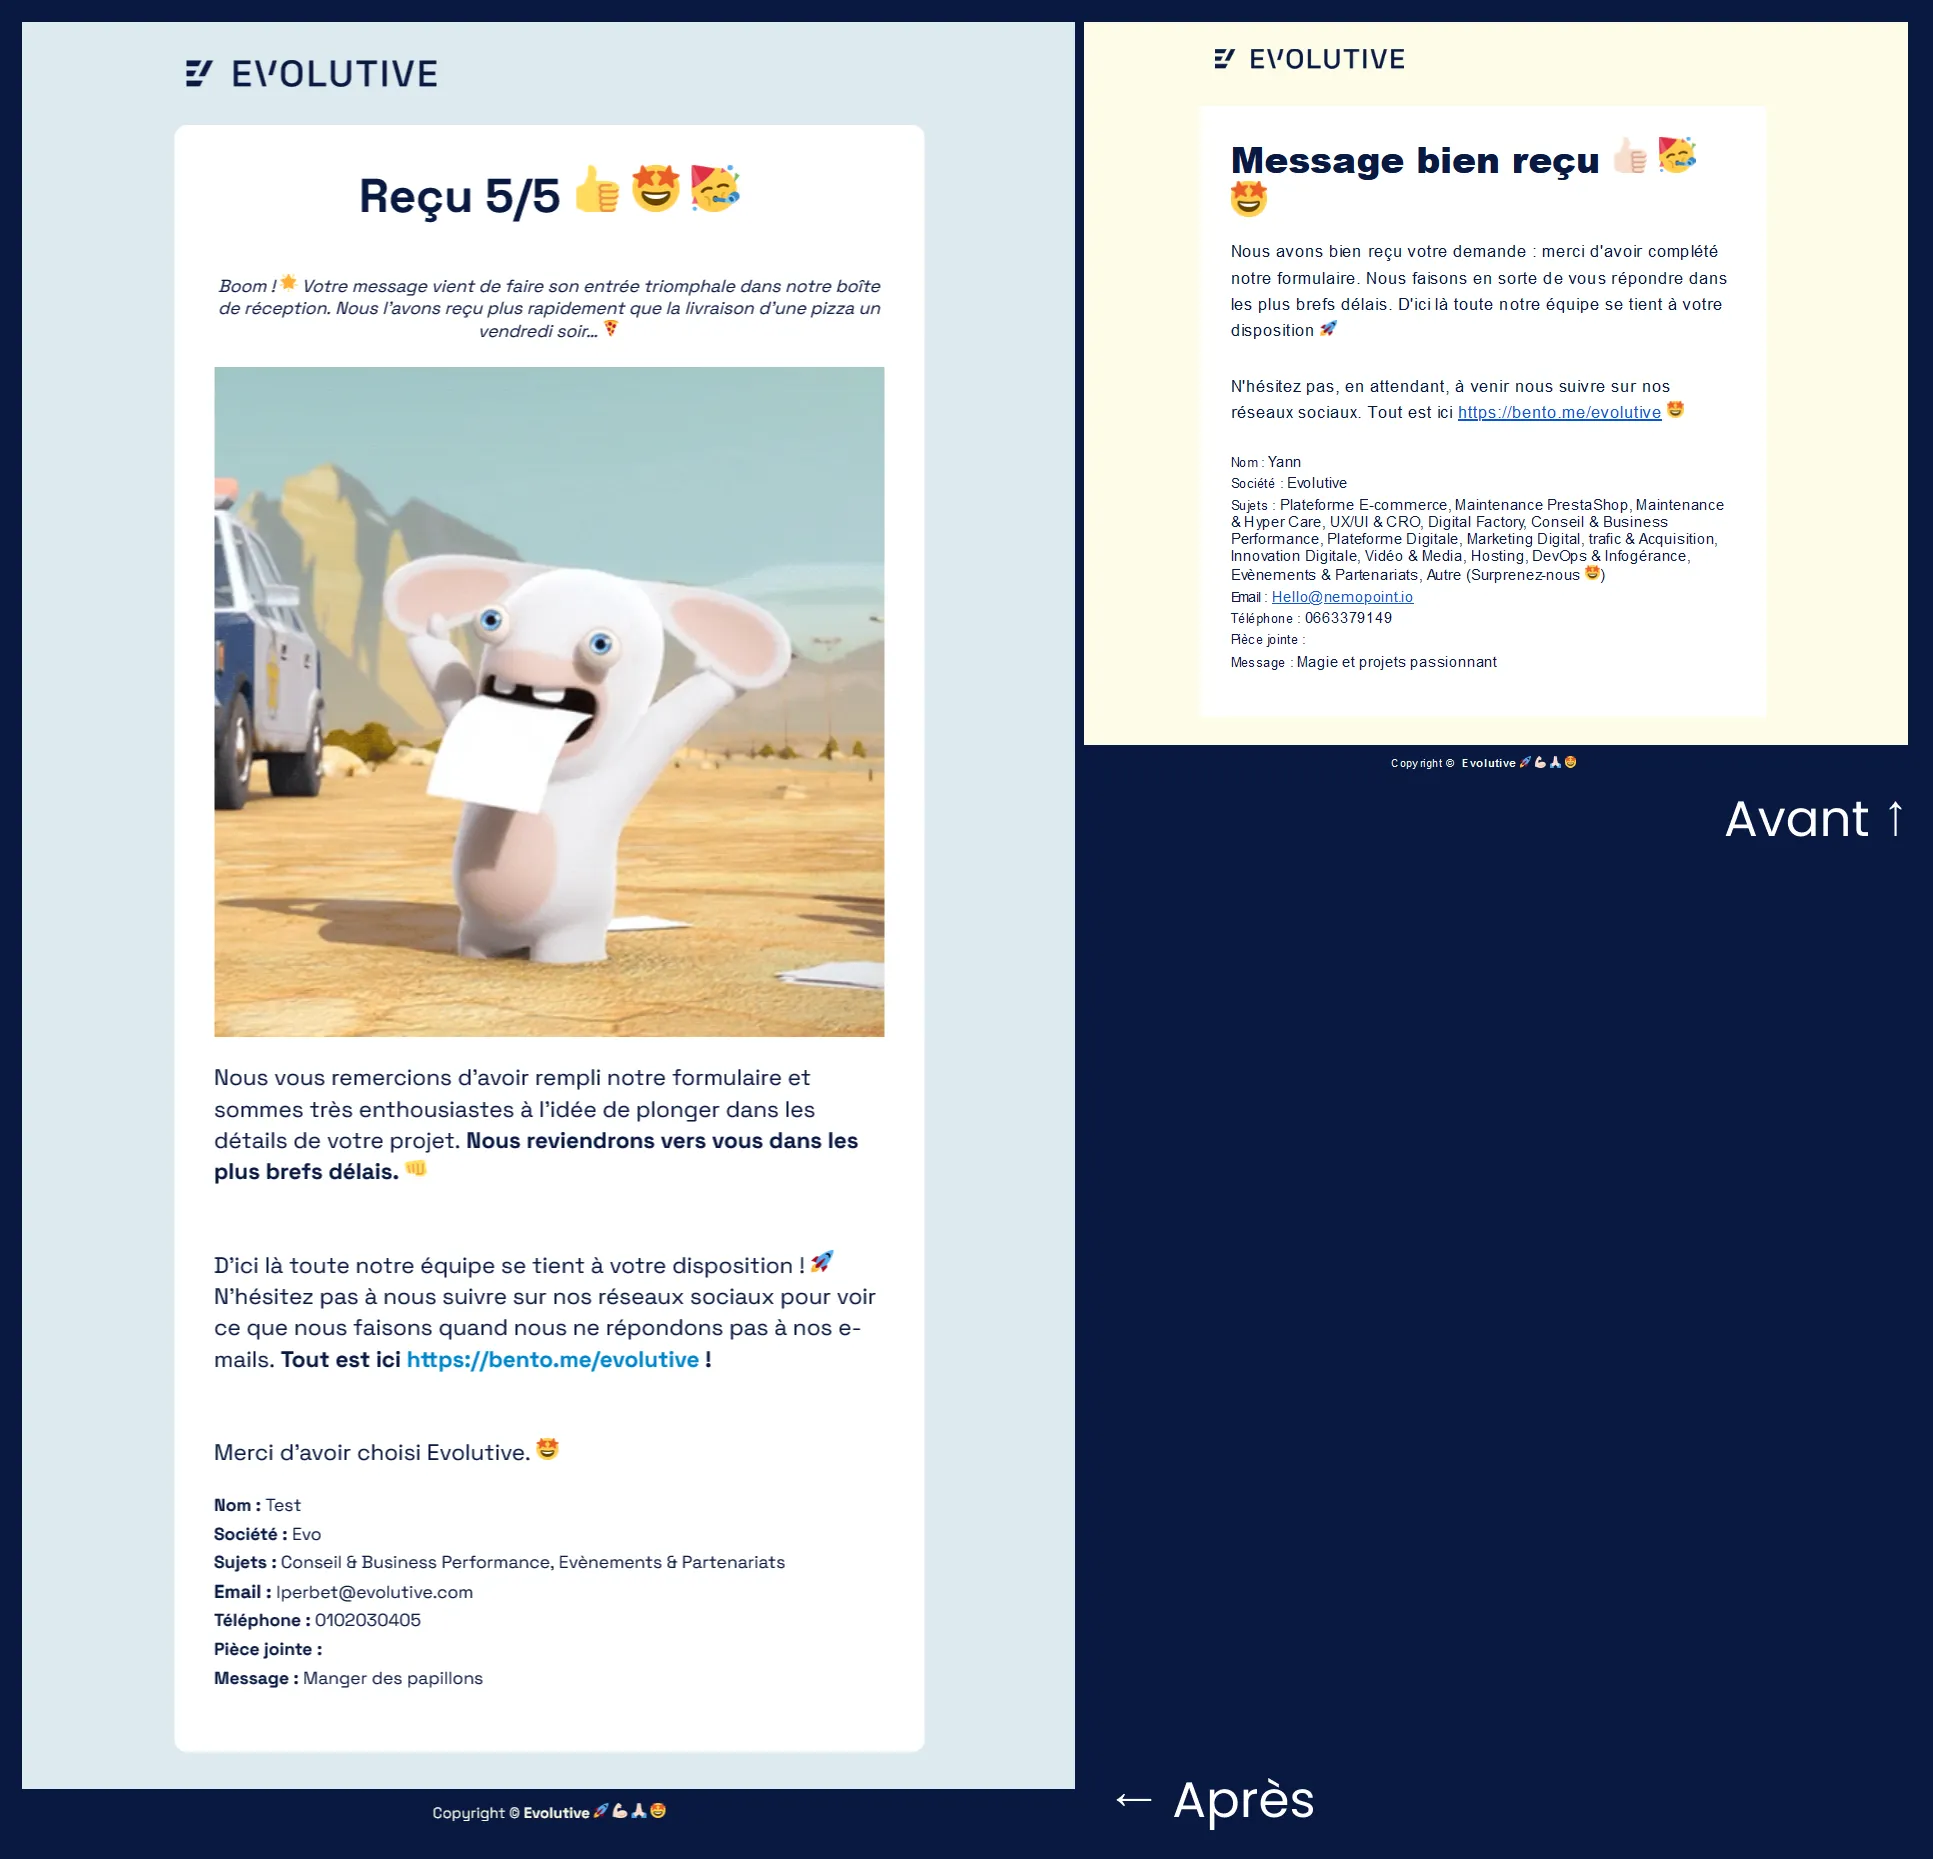 EVOLUTIVE
Reçu 5/5 👍🤩🥳
Boom ! 🌟 Votre message vient de faire son entrée triomphale dans notre boîte
de réception. Nous l’avons reçu plus rapidement que la livraison d’une pizza un
vendredi soir… 🍕
Nous vous remercions d’avoir rempli notre formulaire et
sommes très enthousiastes à l’idée de plonger dans les
détails de votre projet. Nous reviendrons vers vous dans les
plus brefs délais. 👊
D’ici là toute notre équipe se tient à votre disposition ! 🚀
N’hésitez pas à nous suivre sur nos réseaux sociaux pour voir
ce que nous faisons quand nous ne répondons pas à nos e-
mails. Tout est ici https://bento.me/evolutive !
Merci d’avoir choisi Evolutive. 🤩
Nom : Test
Société : Evo
Sujets : Conseil & Business Performance, Evènements & Partenariats
Email : lperbet@evolutive.com
Téléphone : 0102030405
Pièce jointe :
Message : Manger des papillons
Copyright © Evolutive 🚀💪🙏🤩
EVOLUTIVE
Message bien reçu 👍🥳
🤩
Nous avons bien reçu votre demande : merci d'avoir complété
notre formulaire. Nous faisons en sorte de vous répondre dans
les plus brefs délais. D'ici là toute notre équipe se tient à votre
disposition 🚀
N'hésitez pas, en attendant, à venir nous suivre sur nos
réseaux sociaux. Tout est ici https://bento.me/evolutive 🤩
Nom : Yann
Société : Evolutive
Sujets : Plateforme E-commerce, Maintenance PrestaShop, Maintenance
& Hyper Care, UX/UI & CRO, Digital Factory, Conseil & Business
Performance, Plateforme Digitale, Marketing Digital, trafic & Acquisition,
Innovation Digitale, Vidéo & Media, Hosting, DevOps & Infogérance,
Evènements & Partenariats, Autre (Surprenez-nous 🤩)
Email : Hello@nemopoint.io
Téléphone : 0663379149
Pièce jointe :
Message : Magie et projets passionnant
Copyright © Evolutive 🚀💪🙏🤩
Avant ↑
← Après